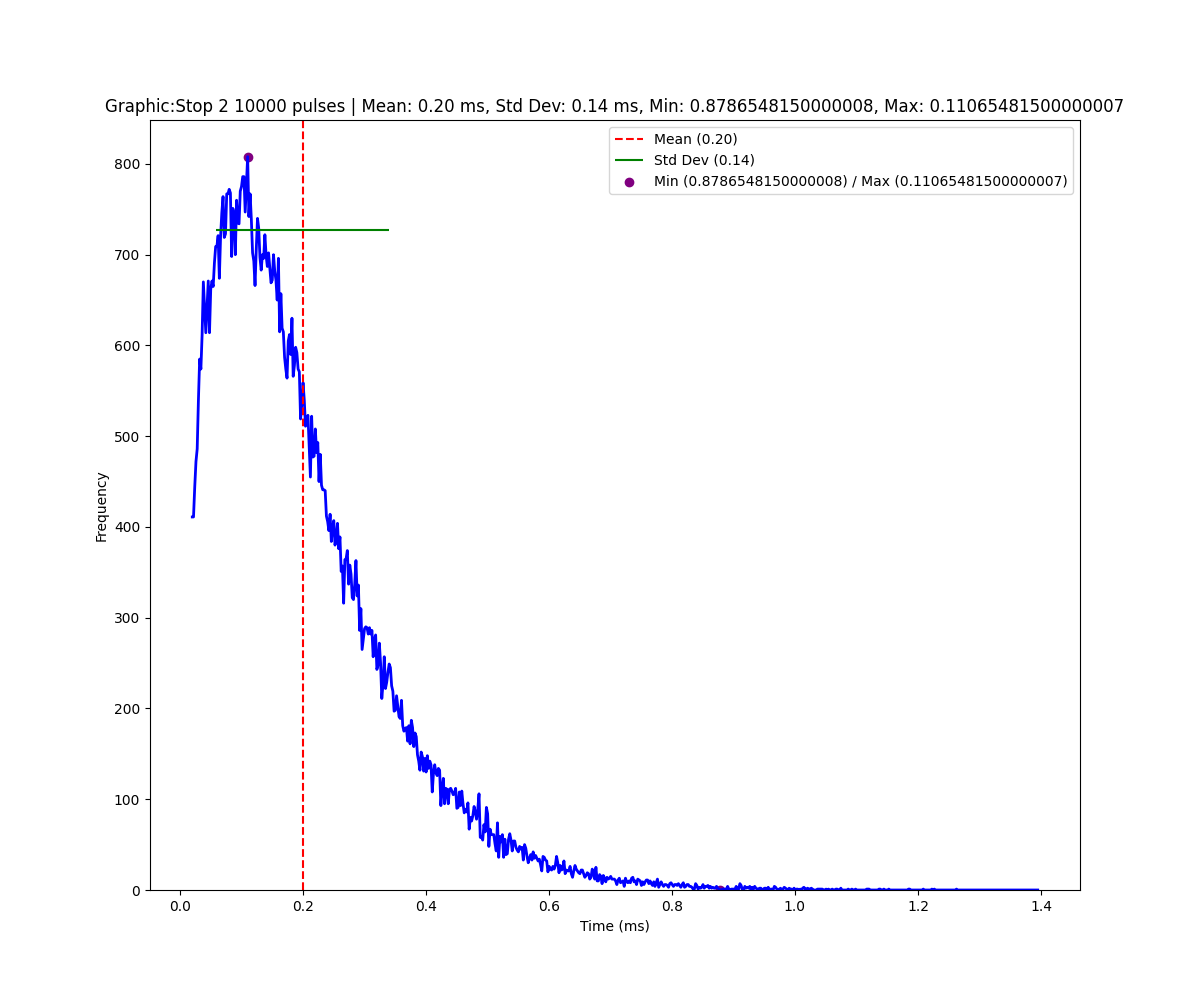 Graphic:Stop 2 10000 pulses | Mean: 0.20 ms, Std Dev: 0.14 ms, Min: 0.8786548150000008, Max: 0.11065481500000007
Mean (0.20)
Std Dev (0.14)
Min (0.8786548150000008) / Max (0.11065481500000007)
800
700
600
500
400
300
200
100
0
Frequency
0.0 0.2 0.4 0.6 0.8 1.0 1.2 1.4
Time (ms)